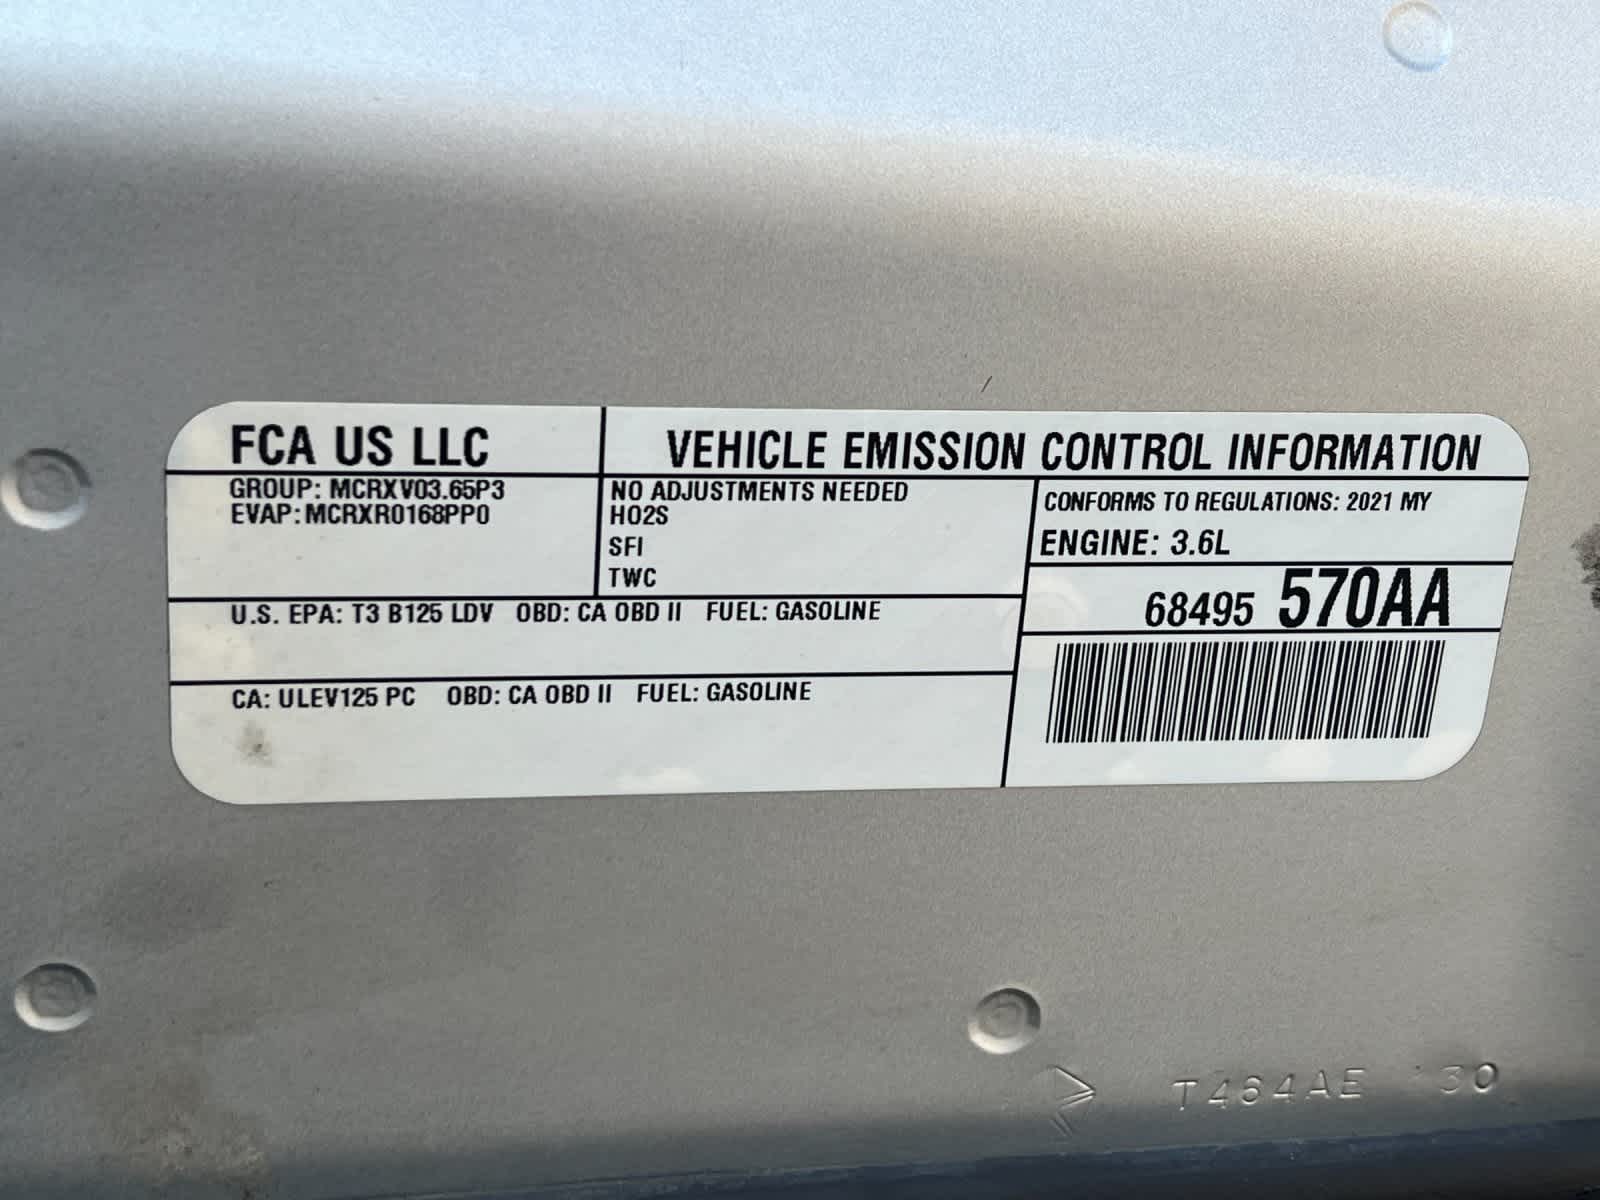 FCA US LLC
VEHICLE EMISSION CONTROL INFORMATION
GROUP: MCRXV03.65P3
EVAP: MCRXR0168PP0
NO ADJUSTMENTS NEEDED
HO2S
SFI
TWC
CONFORMS TO REGULATIONS: 2021 MY
ENGINE: 3.6L
68495 570AA
U.S. EPA: T3 B125 LDV OBD: CA OBD II FUEL: GASOLINE
CA: ULEV125 PC OBD: CA OBD II FUEL: GASOLINE
T464AE 30